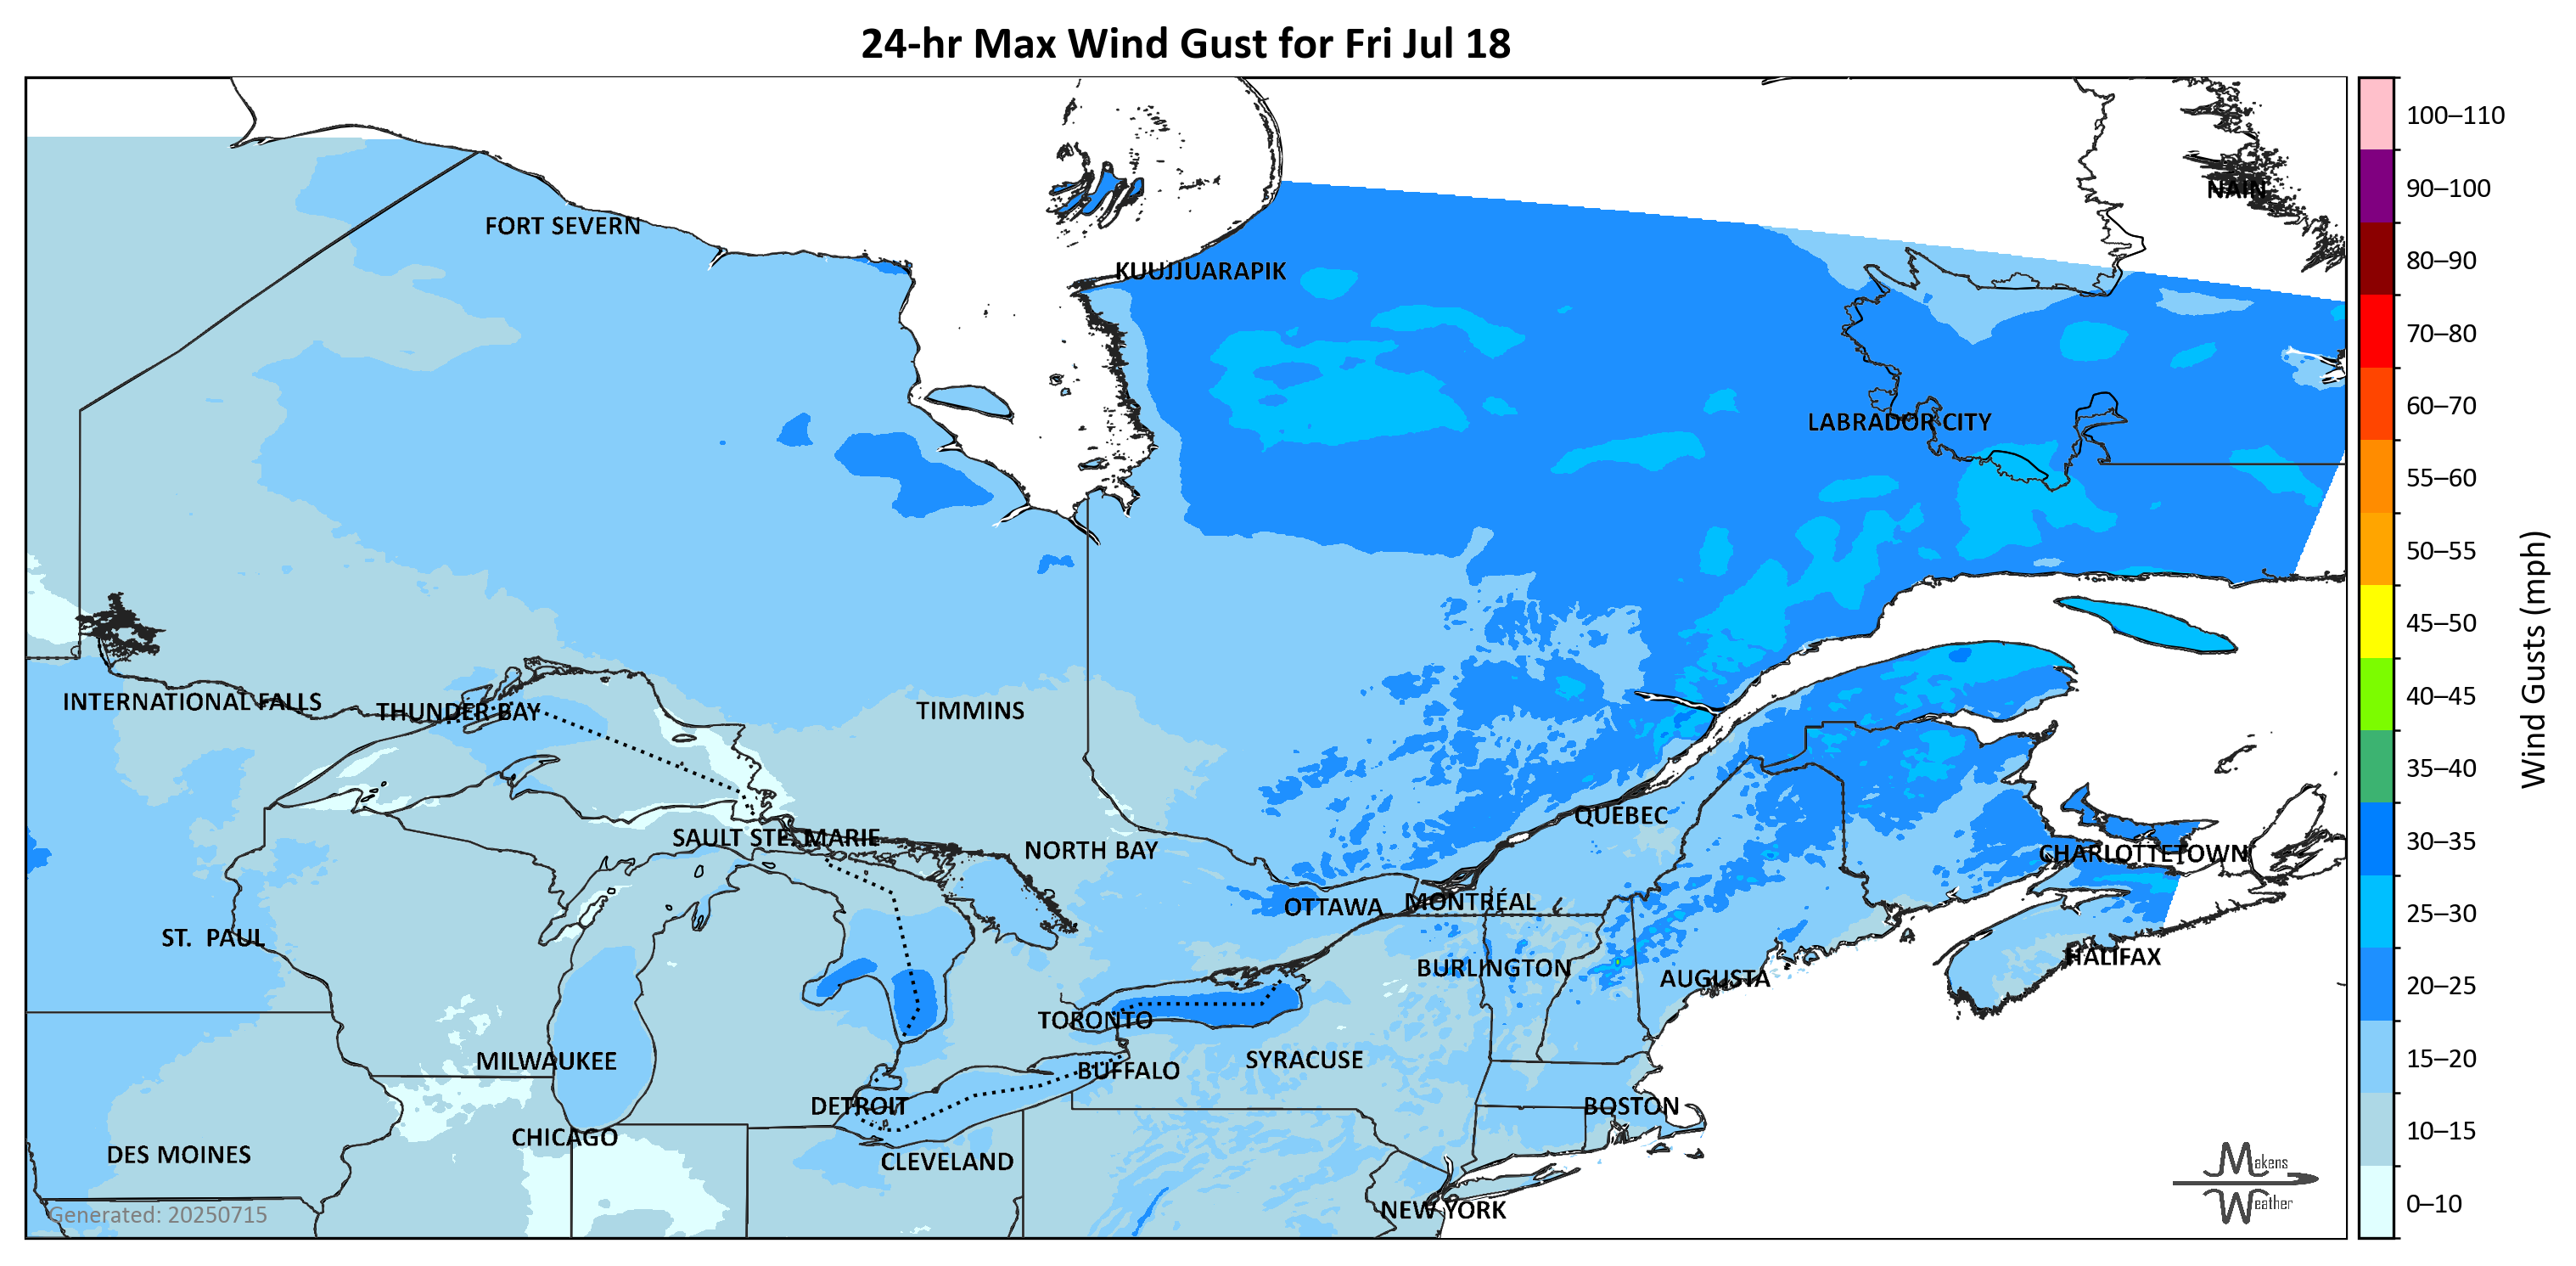 24-hr Max Wind Gust for Fri Jul 18
100–110
90–100
80–90
70–80
60–70
55–60
50–55
45–50
40–45
35–40
30–35
25–30
20–25
15–20
10–15
0–10
Wind Gusts (mph)
NAIN
FORT SEVERN
KUUJJUARAPIK
LABRADOR CITY
INTERNATIONAL FALLS
THUNDER BAY
TIMMINS
QUÉBEC
SAULT STE. MARIE
NORTH BAY
CHARLOTTETOWN
OTTAWA
MONTRÉAL
ST. PAUL
HALIFAX
BURLINGTON
AUGUSTA
TORONTO
MILWAUKEE
BUFFALO
SYRACUSE
DETROIT
BOSTON
CHICAGO
DES MOINES
CLEVELAND
NEW YORK
Generated: 20250715
Makens
Weather